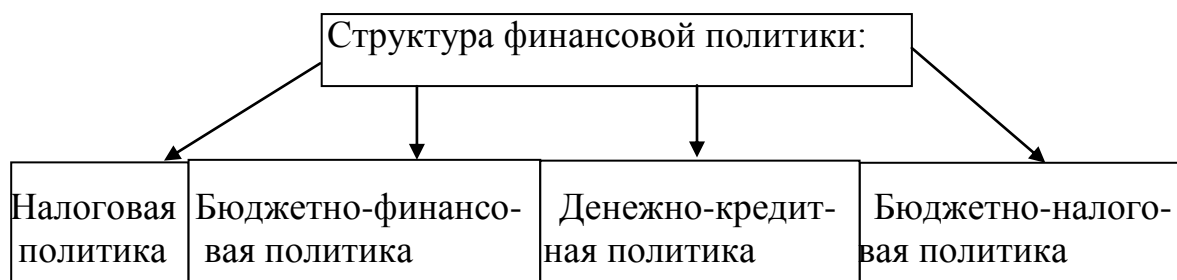 Структура финансовой политики:
Налоговая
политика
Бюджетно-финансо-
вая политика
Денежно-кредит-
ная политика
Бюджетно-налого-
вая политика